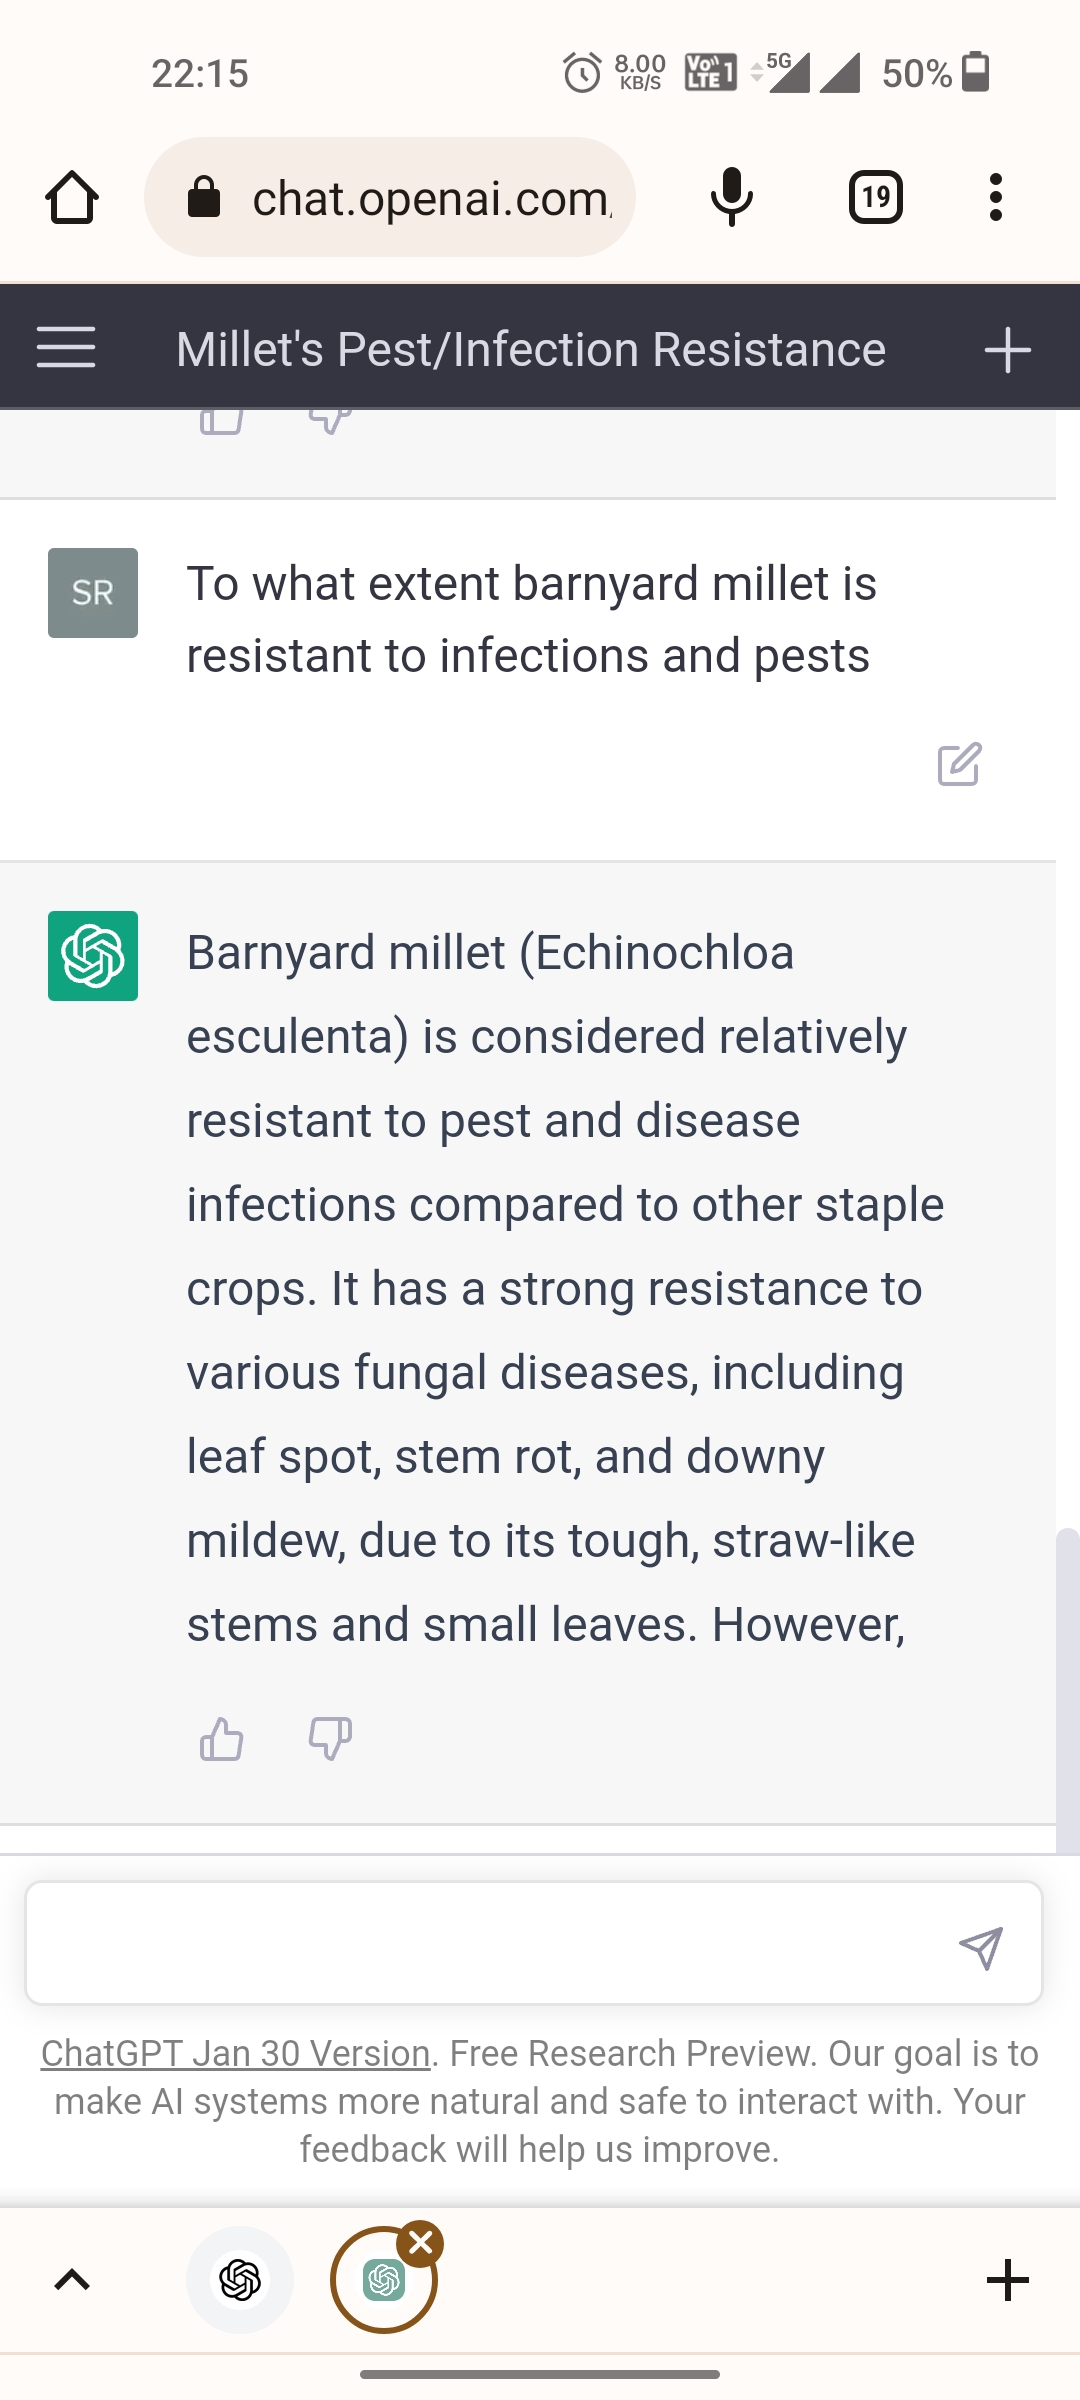 22:15
8.00
KB/S
Vo))
LTE 1
5G
50%
chat.openai.com
19
Millet's Pest/Infection Resistance
SR
To what extent barnyard millet is
resistant to infections and pests
Barnyard millet (Echinochloa
esculenta) is considered relatively
resistant to pest and disease
infections compared to other staple
crops. It has a strong resistance to
various fungal diseases, including
leaf spot, stem rot, and downy
mildew, due to its tough, straw-like
stems and small leaves. However,
ChatGPT Jan 30 Version. Free Research Preview. Our goal is to
make AI systems more natural and safe to interact with. Your
feedback will help us improve.